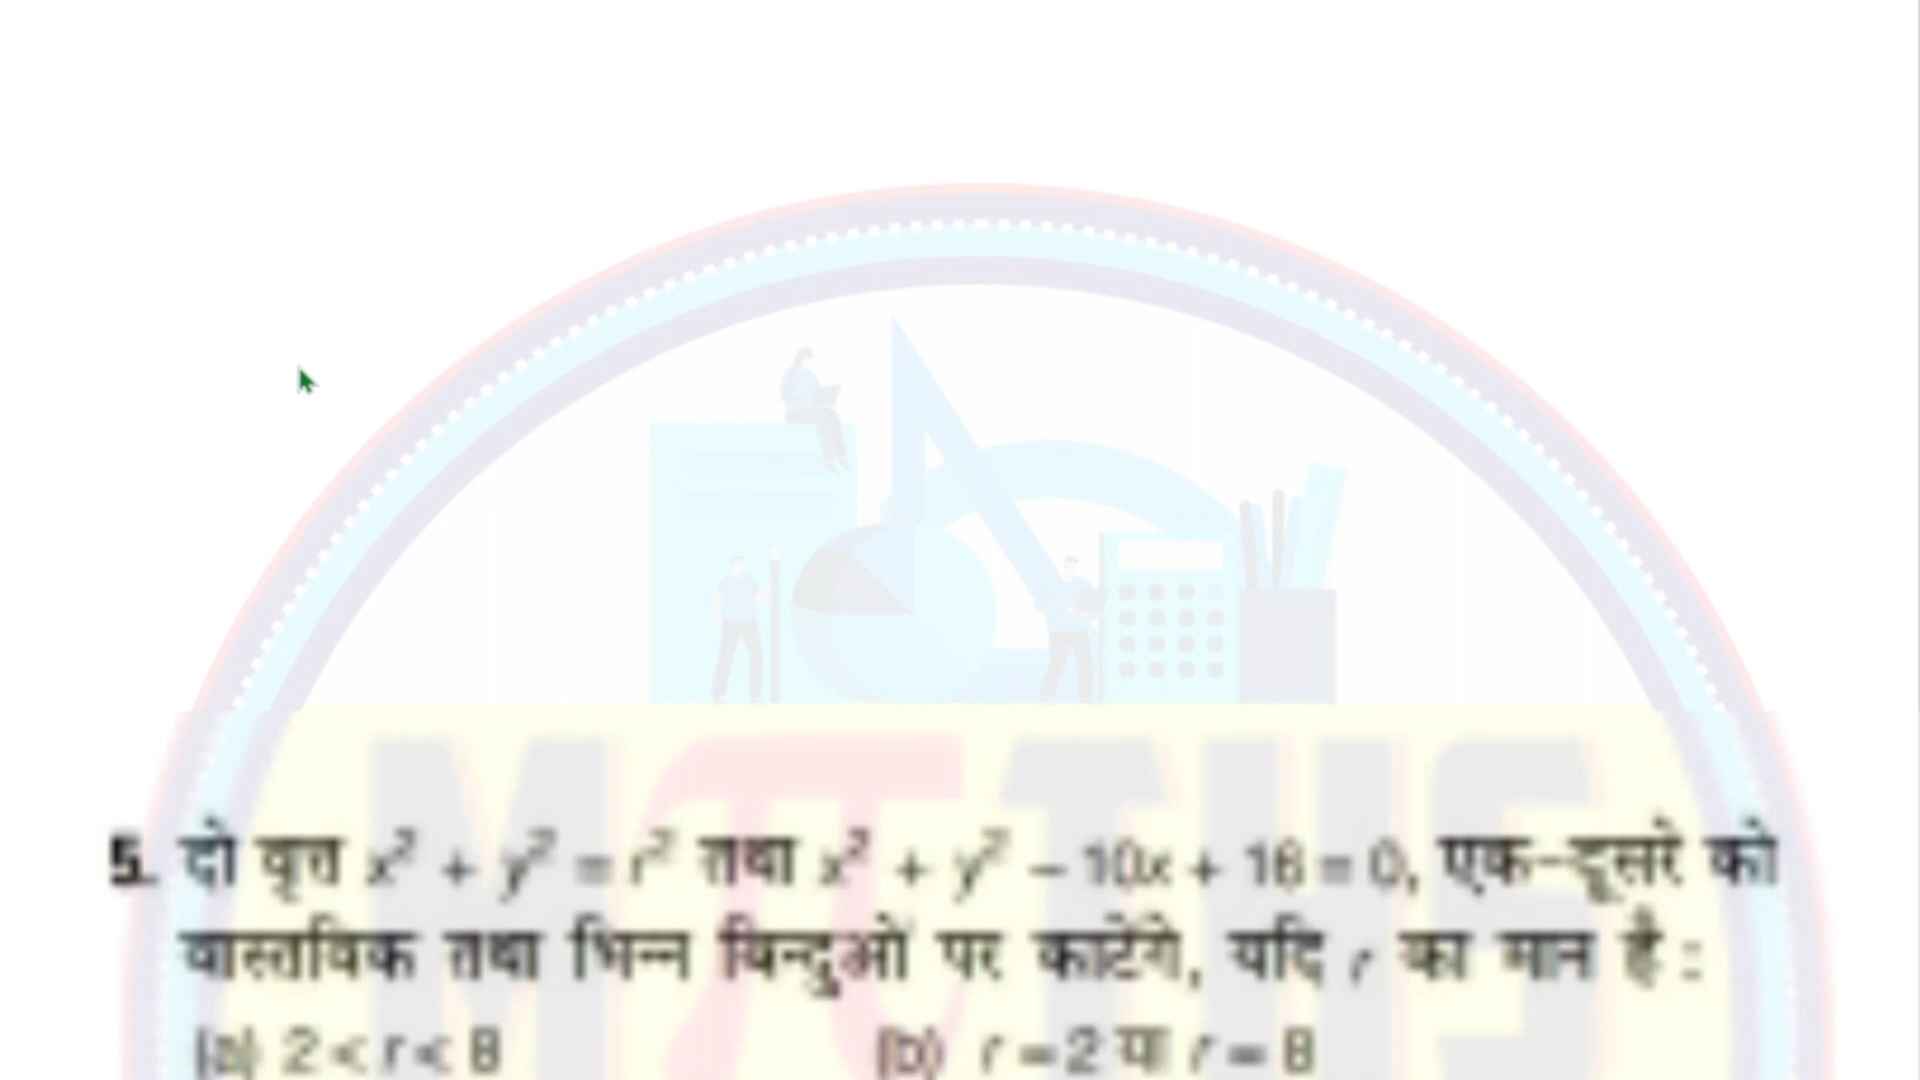 MπTHS
5. दो वृत्त x² + y² = r² तथा x² + y² – 10x + 16 = 0, एक-दूसरे को
वास्तविक तथा भिन्न बिन्दुओं पर काटेंगे, यदि r का मान है :
(a) 2 < r < 8 (b) r = 2 या r = 8